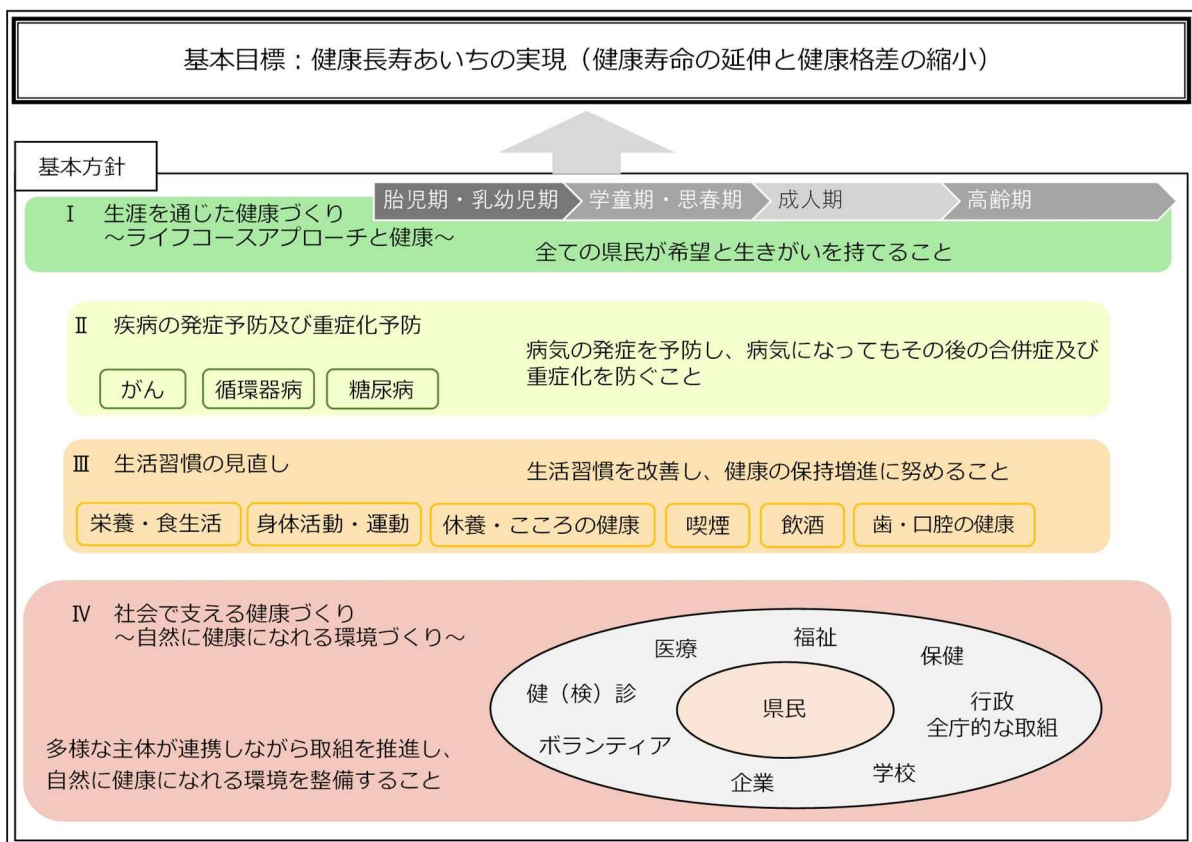 基本目標：健康長寿あいちの実現（健康寿命の延伸と健康格差の縮小）
基本方針
胎児期・乳幼児期
学童期・思春期
成人期
高齢期
Ⅰ　生涯を通じた健康づくり
～ライフコースアプローチと健康～
全ての県民が希望と生きがいを持てること
Ⅱ　疾病の発症予防及び重症化予防
病気の発症を予防し、病気になってもその後の合併症及び
重症化を防ぐこと
がん
循環器病
糖尿病
Ⅲ　生活習慣の見直し
生活習慣を改善し、健康の保持増進に努めること
栄養・食生活
身体活動・運動
休養・こころの健康
喫煙
飲酒
歯・口腔の健康
Ⅳ　社会で支える健康づくり
～自然に健康になれる環境づくり～
多様な主体が連携しながら取組を推進し、
自然に健康になれる環境を整備すること
医療
福祉
保健
健（検）診
県民
行政
全庁的な取組
ボランティア
企業
学校